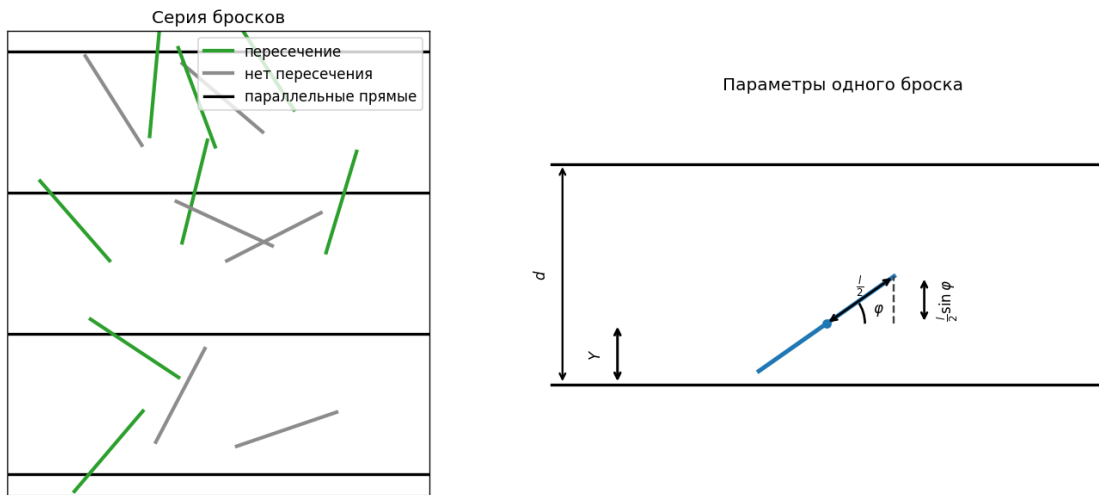 Серия бросков
пересечение
нет пересечения
параллельные прямые
Параметры одного броска
d
Y
l/2
φ
l/2 sin φ